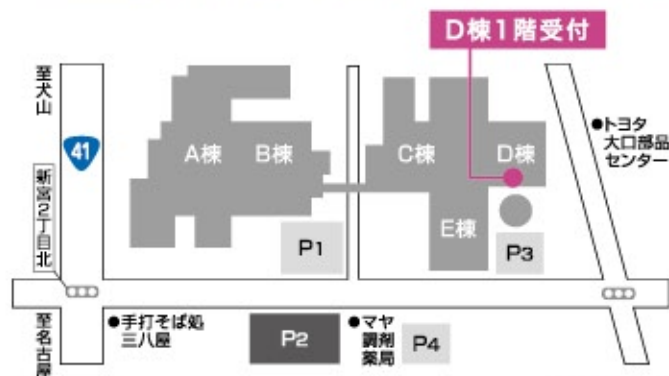 D棟1階受付
至犬山
41
新宮2丁目北
至名古屋
A棟
B棟
C棟
D棟
E棟
●トヨタ
大口部品
センター
P1
P3
●手打そば処
三八屋
P2
●マヤ
調剤
薬局
P4